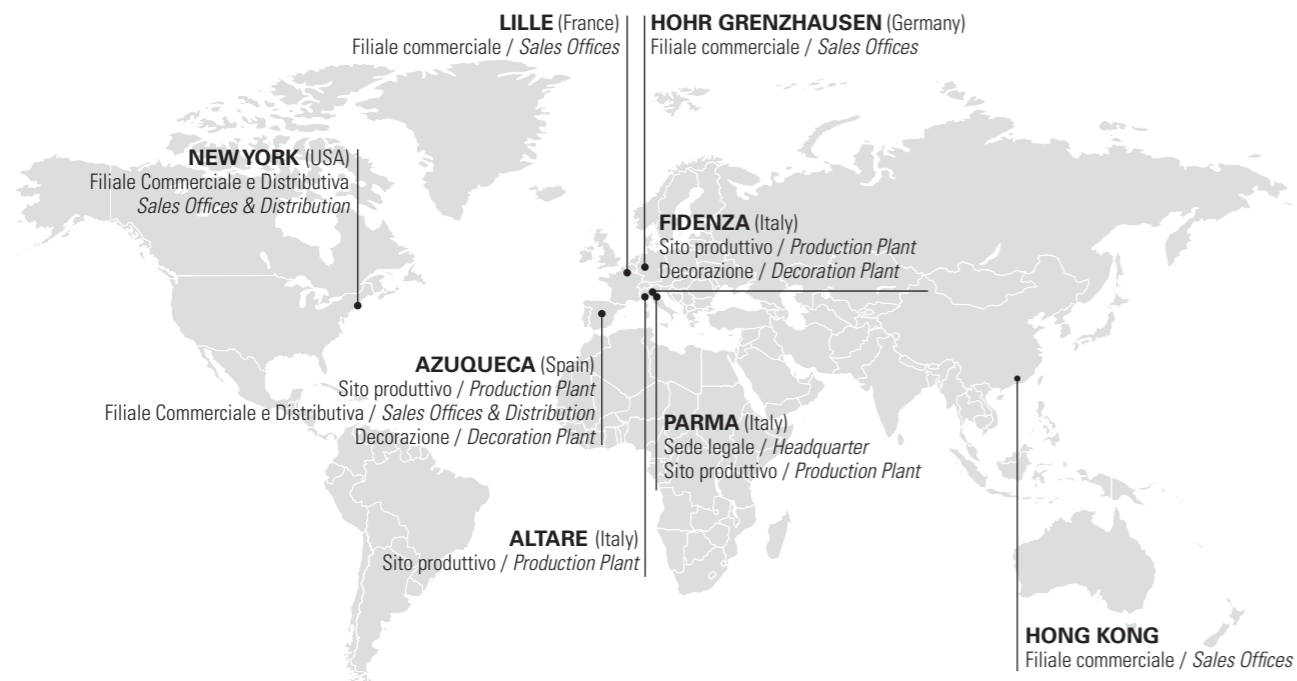 LILLE (France)
Filiale commerciale / Sales Offices
HOHR GRENZHAUSEN (Germany)
Filiale commerciale / Sales Offices
NEW YORK (USA)
Filiale Commerciale e Distributiva
Sales Offices & Distribution
FIDENZA (Italy)
Sito produttivo / Production Plant
Decorazione / Decoration Plant
AZUQUECA (Spain)
Sito produttivo / Production Plant
Filiale Commerciale e Distributiva / Sales Offices & Distribution
Decorazione / Decoration Plant
PARMA (Italy)
Sede legale / Headquarter
Sito produttivo / Production Plant
ALTARE (Italy)
Sito produttivo / Production Plant
HONG KONG
Filiale commerciale / Sales Offices